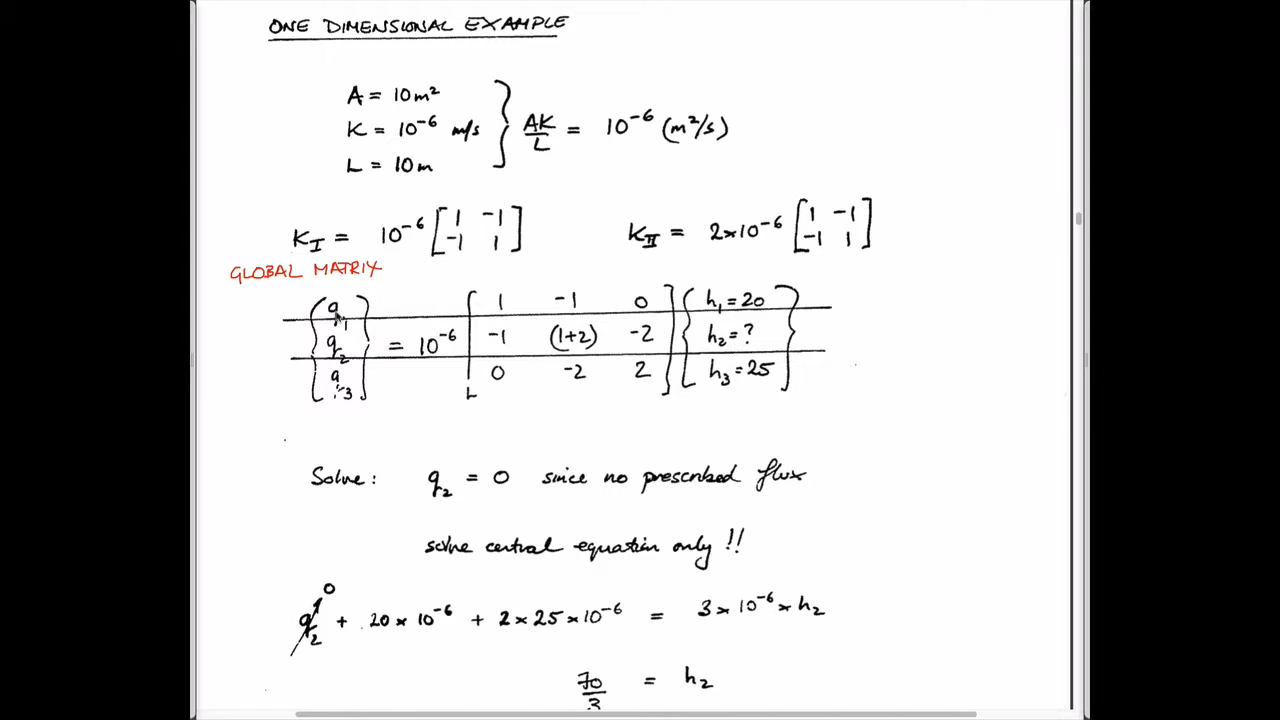 ONE DIMENSIONAL EXAMPLE
A = 10m²
K = 10⁻⁶ m/s } AK/L = 10⁻⁶ (m²/s)
L = 10m
K_I = 10⁻⁶ [1 -1; -1 1] K_II = 2×10⁻⁶ [1 -1; -1 1]
GLOBAL MATRIX
q₁ 1 -1 0 h₁ = 20
q₂ = 10⁻⁶ -1 (1+2) -2 h₂ = ?
q₃ 0 -2 2 h₃ = 25
Solve: q₂ = 0 since no prescribed flux
solve central equation only !!
q₂ 0 + 20 × 10⁻⁶ + 2 × 25 × 10⁻⁶ = 3 × 10⁻⁶ × h₂
70/3 = h₂